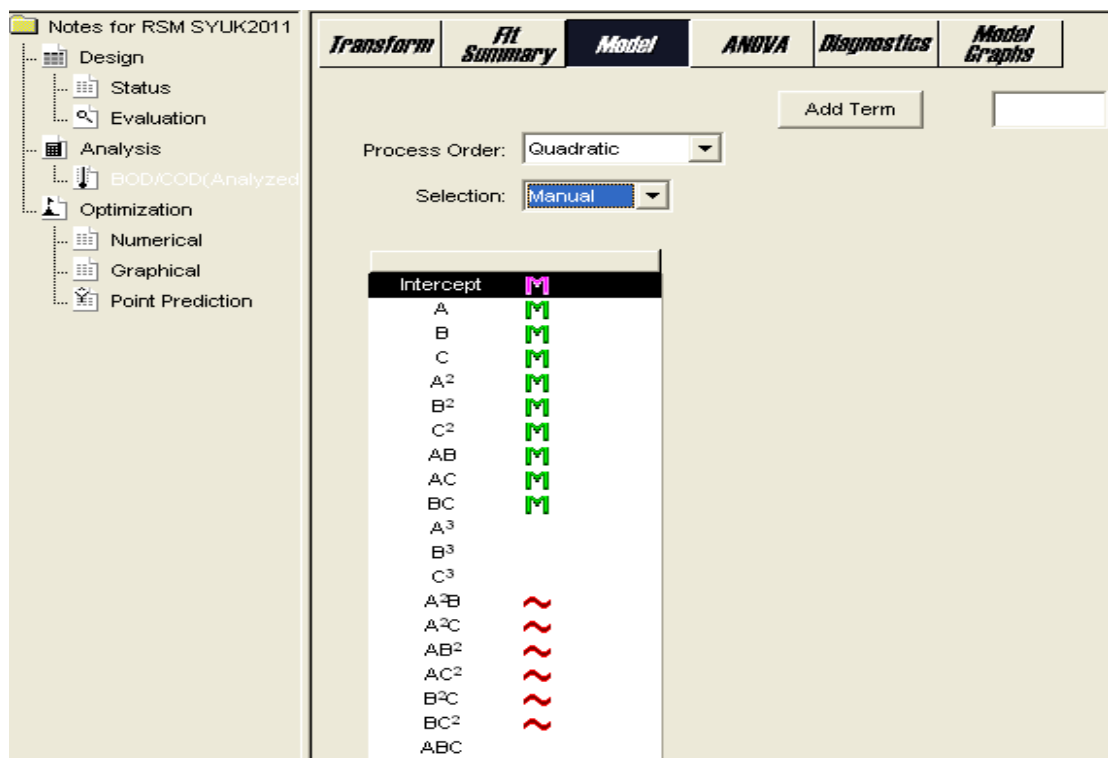 Notes for RSM SYUK2011
Design
Status
Evaluation
Analysis
BOD/COD(Analyzed
Optimization
Numerical
Graphical
Point Prediction
Transform
Fit Summary
Model
ANOVA
Diagnostics
Model Graphs
Add Term
Process Order: Quadratic
Selection: Manual
Intercept M
A M
B M
C M
A² M
B² M
C² M
AB M
AC M
BC M
A³
B³
C³
A²B ~
A²C ~
AB² ~
AC² ~
B²C ~
BC² ~
ABC